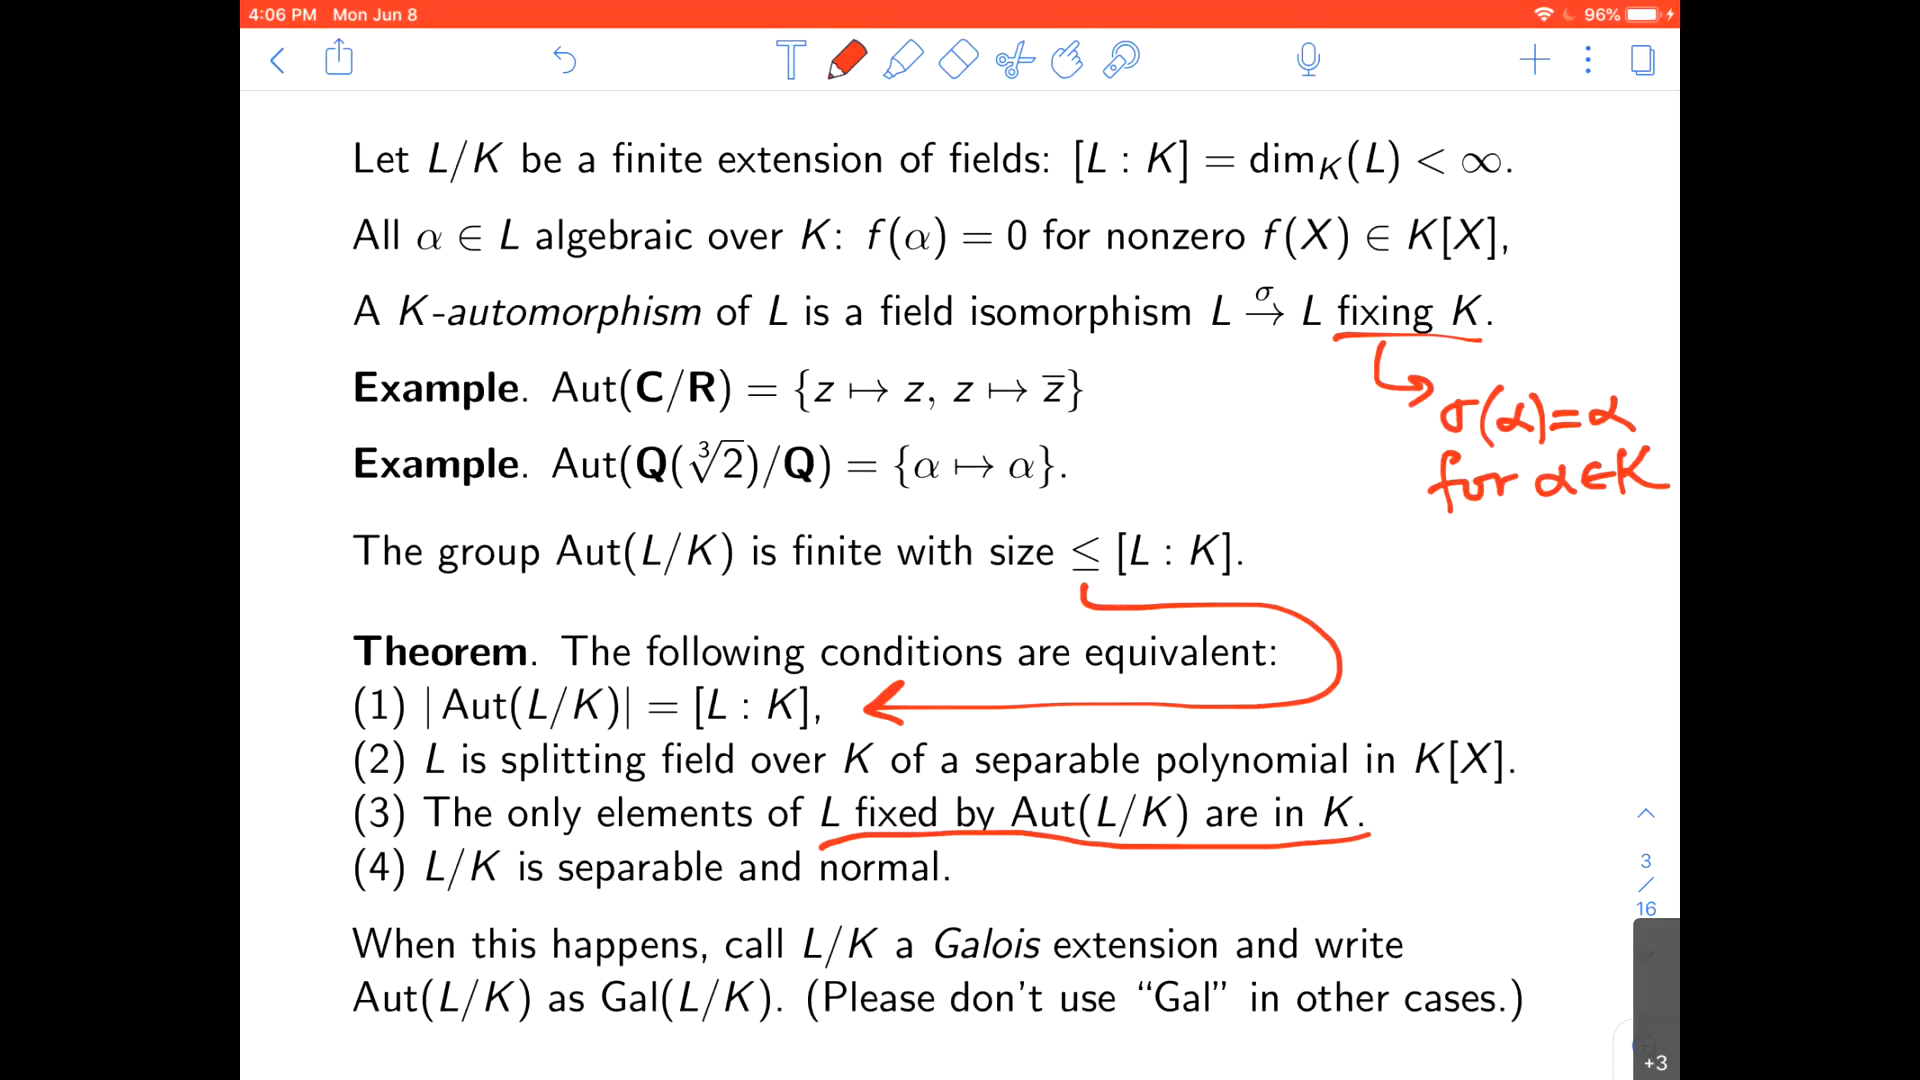 4:06 PM Mon Jun 8 96%
Let L/K be a finite extension of fields: [L : K] = dim_K(L) < ∞.
All α ∈ L algebraic over K: f(α) = 0 for nonzero f(X) ∈ K[X],
A K-automorphism of L is a field isomorphism L →^σ L fixing K.
Example. Aut(C/R) = {z ↦ z, z ↦ z̅}
σ(α)=α
for α∈K
Example. Aut(Q(∛2)/Q) = {α ↦ α}.
The group Aut(L/K) is finite with size ≤ [L : K].
Theorem. The following conditions are equivalent:
(1) | Aut(L/K)| = [L : K],
(2) L is splitting field over K of a separable polynomial in K[X].
(3) The only elements of L fixed by Aut(L/K) are in K.
(4) L/K is separable and normal.
3
/
16
When this happens, call L/K a Galois extension and write
Aut(L/K) as Gal(L/K). (Please don't use “Gal” in other cases.)
+3